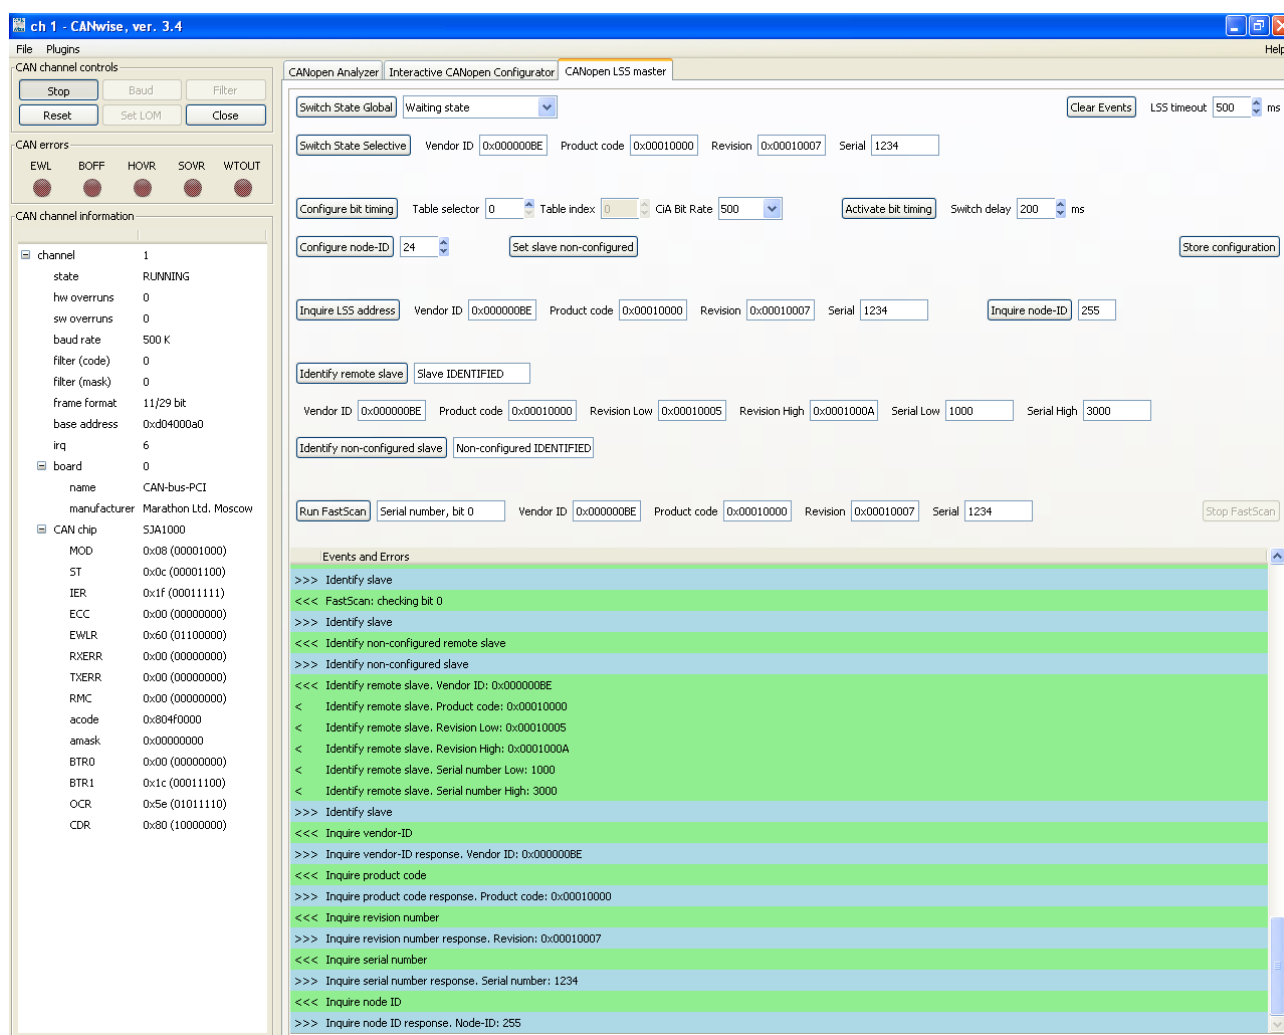 ch 1 - CANwise, ver. 3.4
File Plugins Help
CAN channel controls
Stop Baud Filter
Reset Set LOM Close
CAN errors
EWL BOFF HOVR SOVR WTOUT
CAN channel information
channel 1
state RUNNING
hw overruns 0
sw overruns 0
baud rate 500 K
filter (code) 0
filter (mask) 0
frame format 11/29 bit
base address 0xd04000a0
irq 6
board 0
name CAN-bus-PCI
manufacturer Marathon Ltd. Moscow
CAN chip SJA1000
MOD 0x08 (00001000)
ST 0x0c (00001100)
IER 0x1f (00011111)
ECC 0x00 (00000000)
EWLR 0x60 (01100000)
RXERR 0x00 (00000000)
TXERR 0x00 (00000000)
RMC 0x00 (00000000)
acode 0x804f0000
amask 0x00000000
BTR0 0x00 (00000000)
BTR1 0x1c (00011100)
OCR 0x5e (01011110)
CDR 0x80 (10000000)
CANopen Analyzer Interactive CANopen Configurator CANopen LSS master
Switch State Global Waiting state Clear Events LSS timeout 500 ms
Switch State Selective Vendor ID 0x000000BE Product code 0x00010000 Revision 0x00010007 Serial 1234
Configure bit timing Table selector 0 Table index 0 CiA Bit Rate 500 Activate bit timing Switch delay 200 ms
Configure node-ID 24 Set slave non-configured Store configuration
Inquire LSS address Vendor ID 0x000000BE Product code 0x00010000 Revision 0x00010007 Serial 1234 Inquire node-ID 255
Identify remote slave Slave IDENTIFIED
Vendor ID 0x000000BE Product code 0x00010000 Revision Low 0x00010005 Revision High 0x0001000A Serial Low 1000 Serial High 3000
Identify non-configured slave Non-configured IDENTIFIED
Run FastScan Serial number, bit 0 Vendor ID 0x000000BE Product code 0x00010000 Revision 0x00010007 Serial 1234 Stop FastScan
Events and Errors
>>> Identify slave
<<< FastScan: checking bit 0
>>> Identify slave
<<< Identify non-configured remote slave
>>> Identify non-configured slave
<<< Identify remote slave. Vendor ID: 0x000000BE
< Identify remote slave. Product code: 0x00010000
< Identify remote slave. Revision Low: 0x00010005
< Identify remote slave. Revision High: 0x0001000A
< Identify remote slave. Serial number Low: 1000
< Identify remote slave. Serial number High: 3000
>>> Identify slave
<<< Inquire vendor-ID
>>> Inquire vendor-ID response. Vendor ID: 0x000000BE
<<< Inquire product code
>>> Inquire product code response. Product code: 0x00010000
<<< Inquire revision number
>>> Inquire revision number response. Revision: 0x00010007
<<< Inquire serial number
>>> Inquire serial number response. Serial number: 1234
<<< Inquire node ID
>>> Inquire node ID response. Node-ID: 255